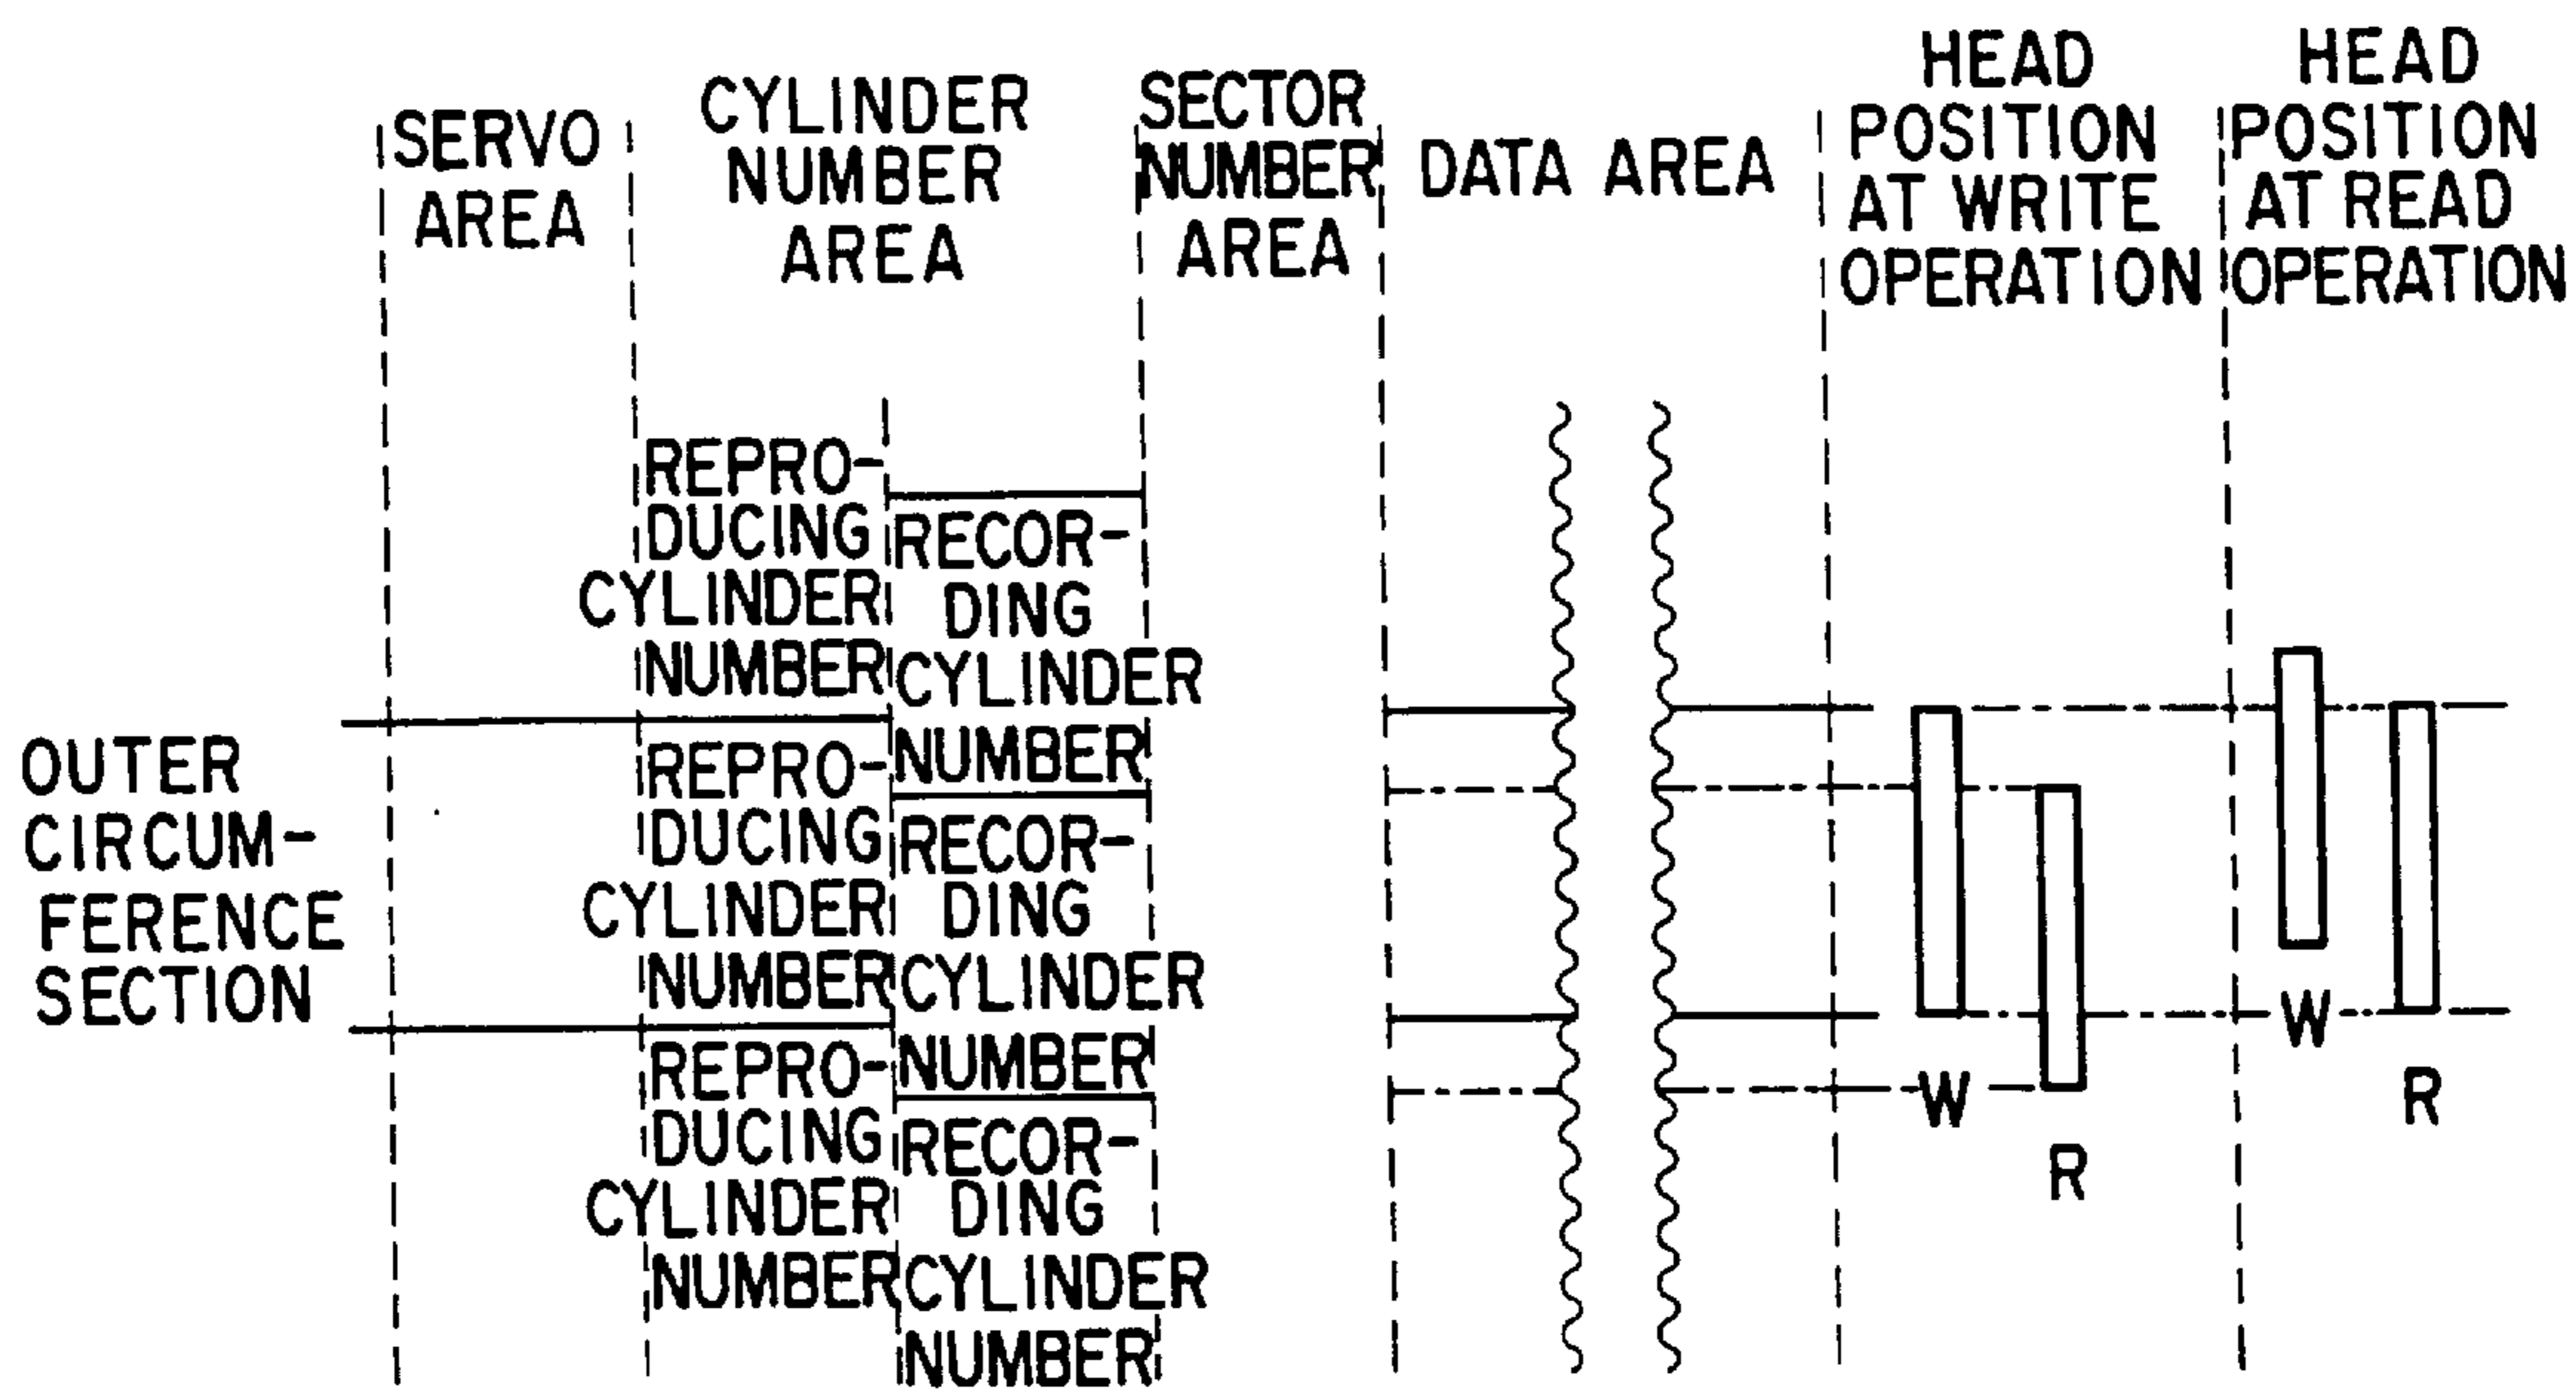 SERVO
AREA
CYLINDER
NUMBER
AREA
SECTOR
NUMBER
AREA
DATA AREA
HEAD
POSITION
AT WRITE
OPERATION
HEAD
POSITION
AT READ
OPERATION
OUTER
CIRCUM-
FERENCE
SECTION
REPRO-
DUCING
CYLINDER
NUMBER
RECOR-
DING
CYLINDER
NUMBER
REPRO-
DUCING
CYLINDER
NUMBER
RECOR-
DING
CYLINDER
NUMBER
REPRO-
DUCING
CYLINDER
NUMBER
RECOR-
DING
CYLINDER
NUMBER
W
R
W
R